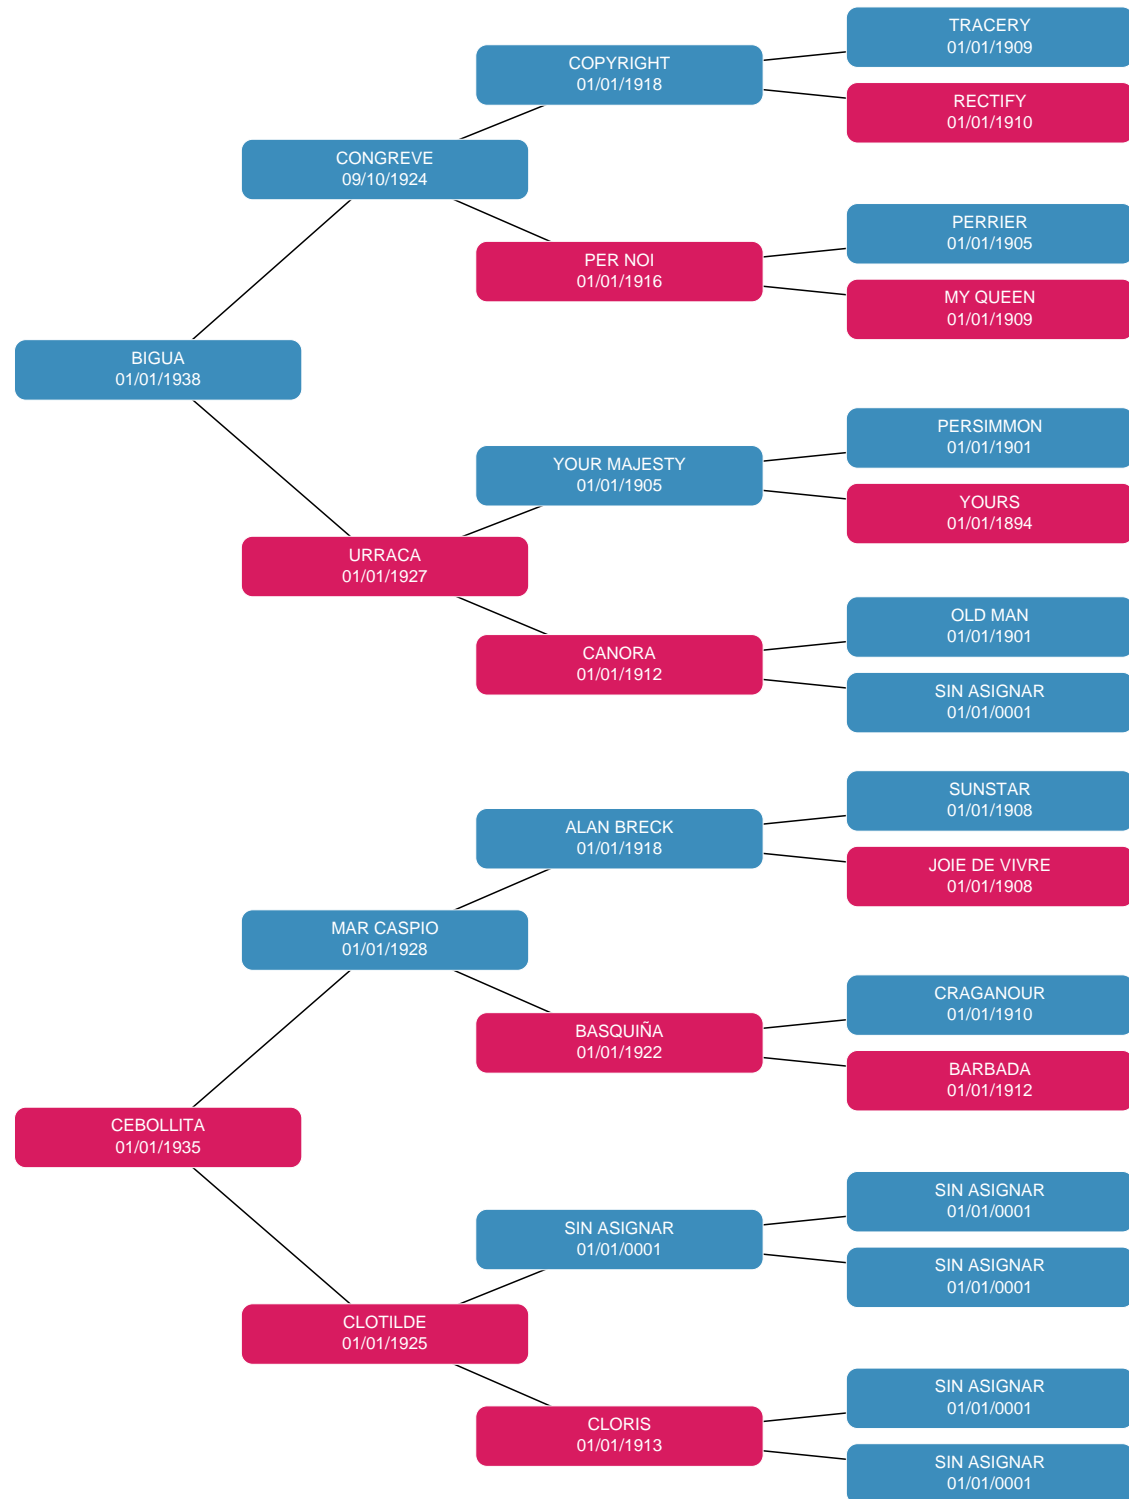 TRACERY
01/01/1909
COPYRIGHT
01/01/1918
RECTIFY
01/01/1910
CONGREVE
09/10/1924
PERRIER
01/01/1905
PER NOI
01/01/1916
MY QUEEN
01/01/1909
BIGUA
01/01/1938
PERSIMMON
01/01/1901
YOUR MAJESTY
01/01/1905
YOURS
01/01/1894
URRACA
01/01/1927
OLD MAN
01/01/1901
CANORA
01/01/1912
SIN ASIGNAR
01/01/0001
SUNSTAR
01/01/1908
ALAN BRECK
01/01/1918
JOIE DE VIVRE
01/01/1908
MAR CASPIO
01/01/1928
CRAGANOUR
01/01/1910
BASQUIÑA
01/01/1922
BARBADA
01/01/1912
CEBOLLITA
01/01/1935
SIN ASIGNAR
01/01/0001
SIN ASIGNAR
01/01/0001
SIN ASIGNAR
01/01/0001
CLOTILDE
01/01/1925
SIN ASIGNAR
01/01/0001
CLORIS
01/01/1913
SIN ASIGNAR
01/01/0001